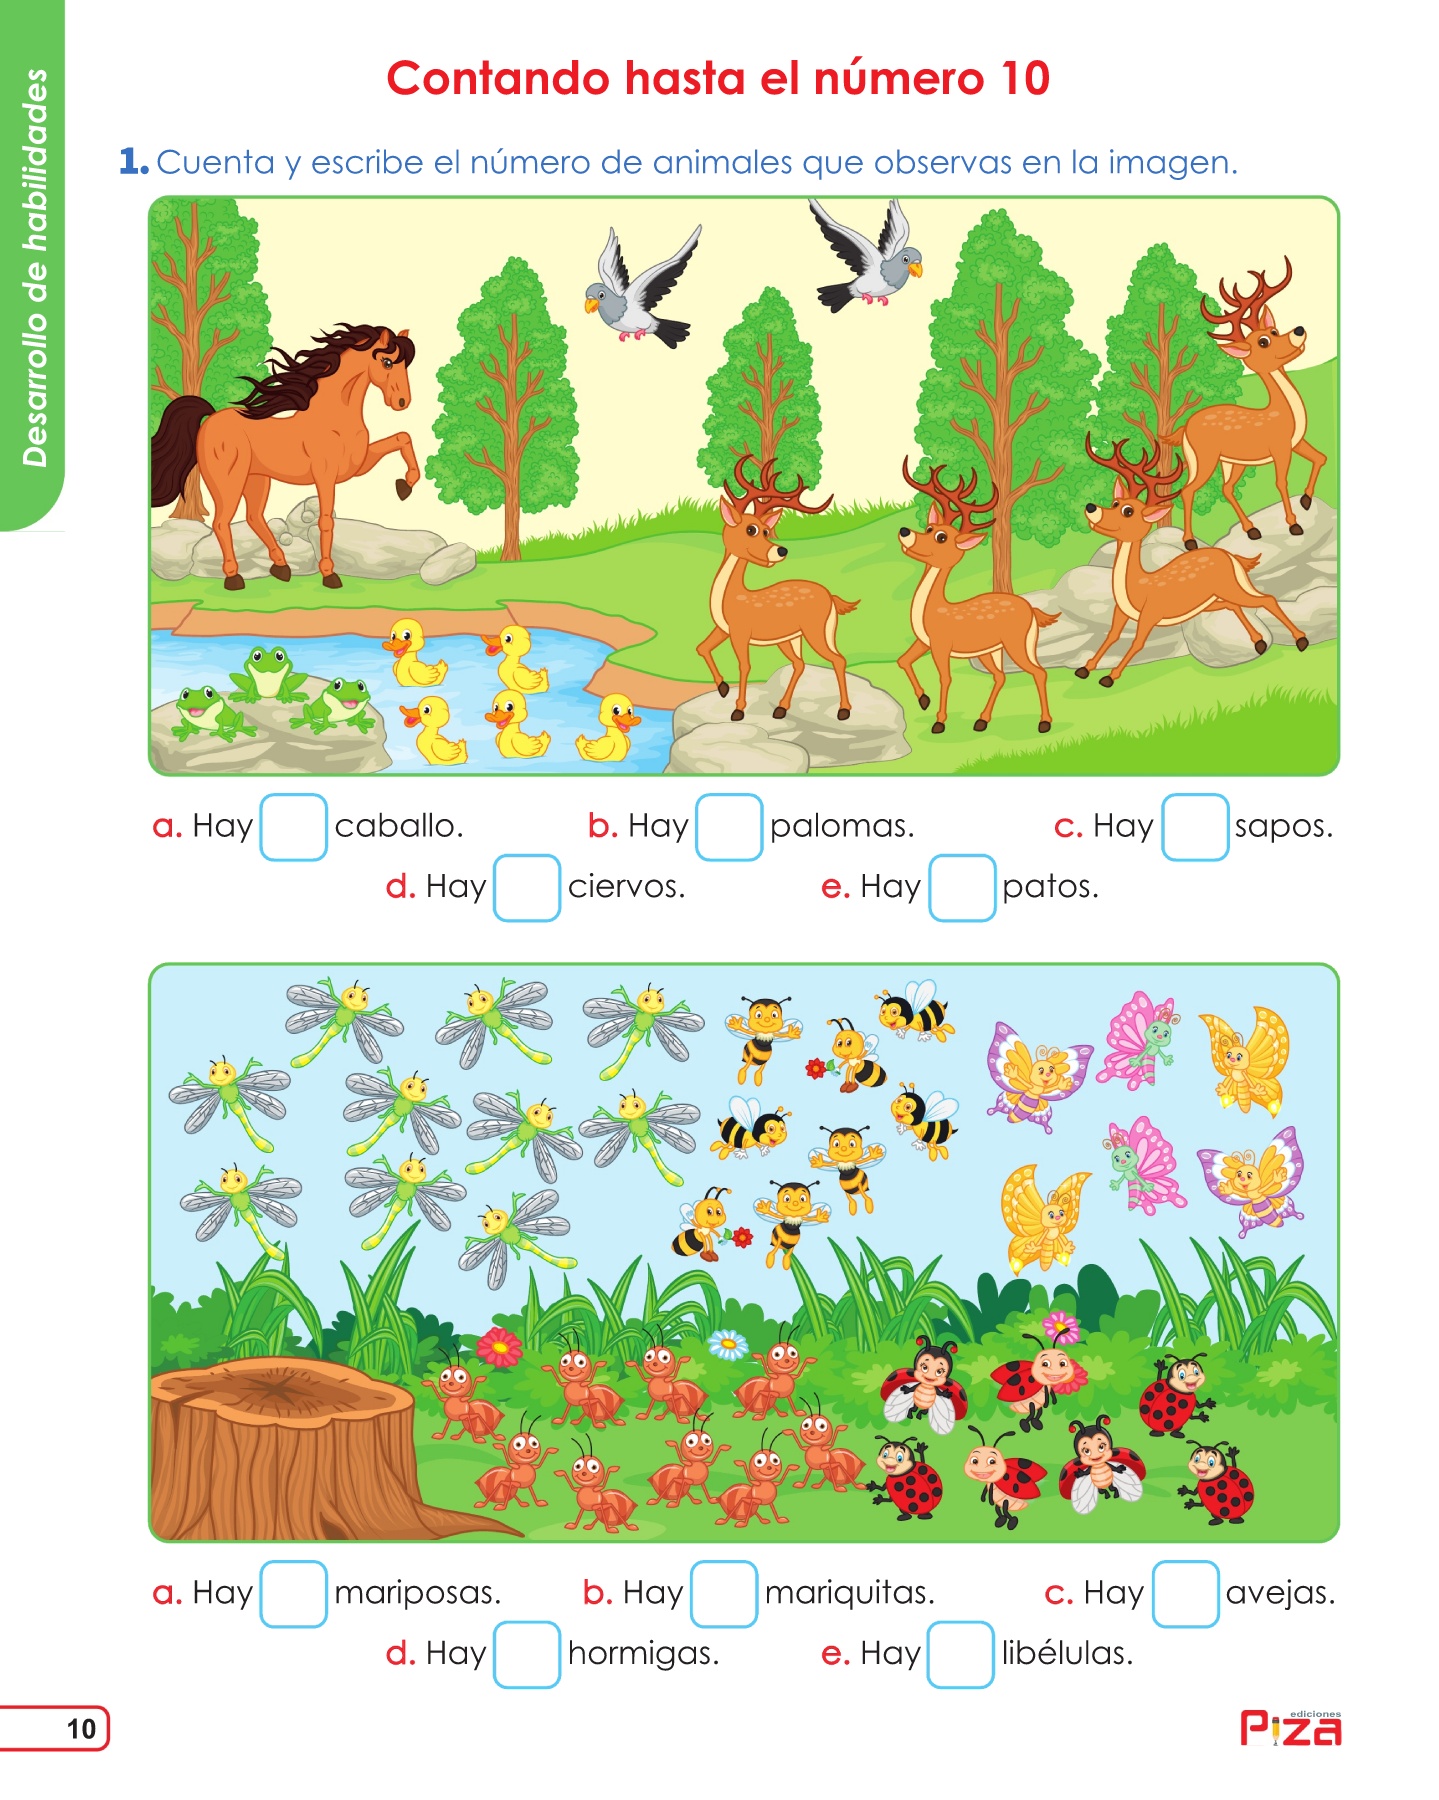 Desarrollo de habilidades
Contando hasta el número 10
1. Cuenta y escribe el número de animales que observas en la imagen.
a. Hay caballo. b. Hay palomas. c. Hay sapos.
d. Hay ciervos. e. Hay patos.
a. Hay mariposas. b. Hay mariquitas. c. Hay avejas.
d. Hay hormigas. e. Hay libélulas.
10
ediciones
Piza